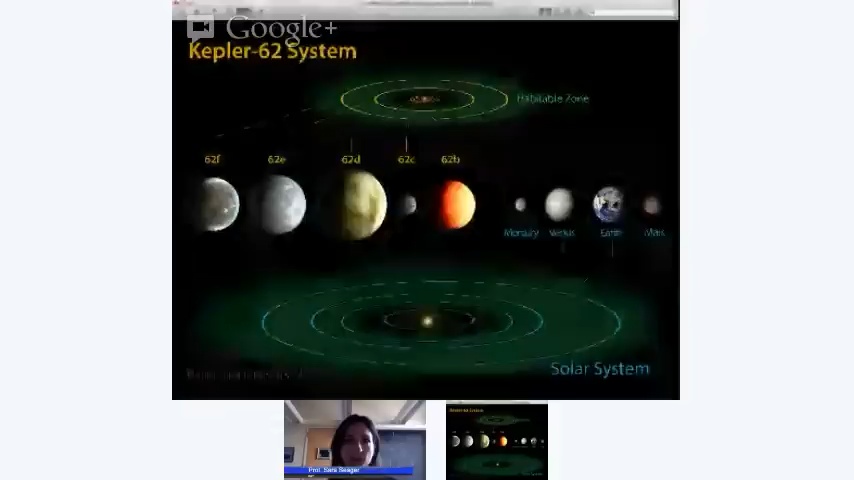 Google+
Kepler-62 System
Habitable Zone
62f 62e 62d 62c 62b
Mercury Venus Earth Mars
Solar System
Prof. Sara Seager